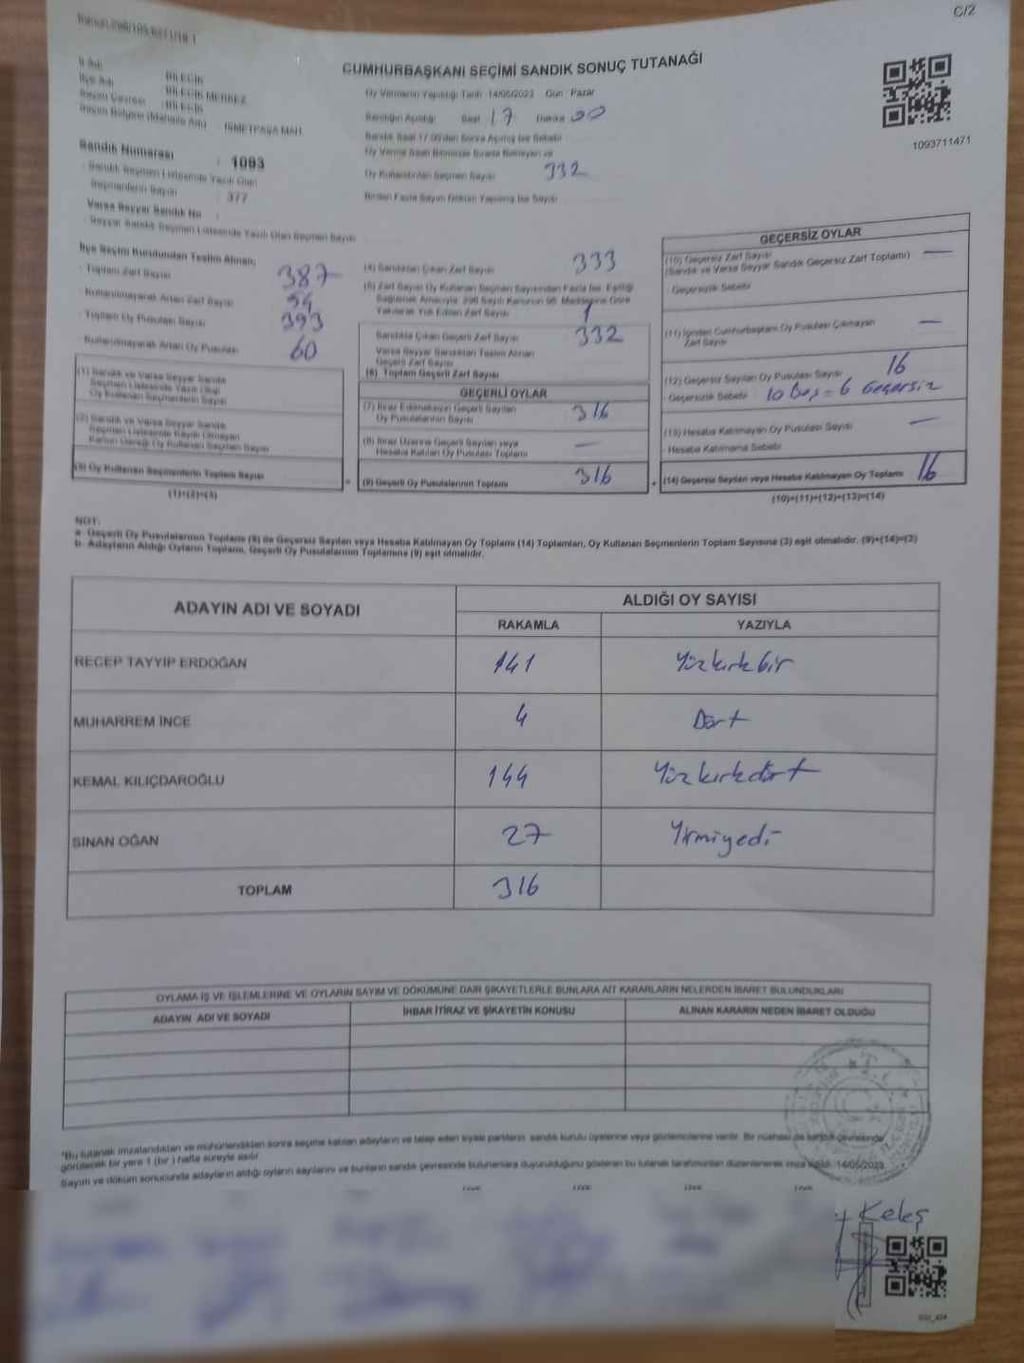 C/2
CUMHURBAŞKANI SEÇİMİ SANDIK SONUÇ TUTANAĞI
İl Adı : BİLECİK
İlçe Adı : BİLECİK MERKEZ
Seçim Çevresi : BİLECİK
Seçim Bölgesi (Mahalle Adı) : İSMETPAŞA MAH.
Sandık Numarası : 1093
Sandık Seçmen Listesinde Yazılı Olan
Seçmenlerin Sayısı : 377
Varsa Seyyar Sandık No :
Seyyar Sandık Seçmen Listesinde Yazılı Olan Seçmen Sayısı
Oy Vermenin Yapıldığı Tarih :14/05/2023 Gün : Pazar
Sandığın Açıldığı Saat 17 Dakika 00
Sandık Saat 17.00'den Sonra Açılmış İse Sebebi
Oy Kullandırılan Seçmen Sayısı 332
Birden Fazla Sayım Döküm Yapılmış İse Sayısı
1093711471
İlçe Seçim Kurulundan Teslim Alınan;
Toplam Zarf Sayısı 387
Kullanılmayarak Artan Zarf Sayısı 54
Toplam Oy Pusulası Sayısı 393
Kullanılmayarak Artan Oy Pusulası 60
(1) Sandık ve Varsa Seyyar Sandık
Seçmen Listesinde Yazılı Olup
Oy Kullanan Seçmenlerin Sayısı
(2) Sandık ve Varsa Seyyar Sandık
Seçmen Listesinde Kayıtlı Olmayan
Kanun Gereği Oy Kullanan Seçmen Sayısı
(3) Oy Kullanan Seçmenlerin Toplam Sayısı
(1)+(2)=(3)
(4) Sandıktan Çıkan Zarf Sayısı 333
(5) Zarf Sayısı Oy Kullanan Seçmen Sayısından Fazla İse, Eşitliği
Sağlamak Amacıyla, 298 Sayılı Kanunun 98. Maddesine Göre
Yakılarak Yok Edilen Zarf Sayısı 1
Sandıkta Çıkan Geçerli Zarf Sayısı 332
Varsa Seyyar Sandıktan Teslim Alınan
Geçerli Zarf Sayısı
(6) Toplam Geçerli Zarf Sayısı
GEÇERLİ OYLAR
(7) İtiraz Edilmeksizin Geçerli Sayılan
Oy Pusulalarının Sayısı 316
(8) İtiraz Üzerine Geçerli Sayılan veya
Hesaba Katılan Oy Pusulası Toplamı —
(9) Geçerli Oy Pusulalarının Toplamı 316
GEÇERSİZ OYLAR
(10) Geçersiz Zarf Sayısı —
(Sandık ve Varsa Seyyar Sandık Geçersiz Zarf Toplamı)
Geçersizlik Sebebi
(11) İçinden Cumhurbaşkanı Oy Pusulası Çıkmayan —
Zarf Sayısı
(12) Geçersiz Sayılan Oy Pusulası Sayısı 16
Geçersizlik Sebebi 10 Boş - 6 Geçersiz
(13) Hesaba Katılmayan Oy Pusulası Sayısı —
Hesaba Katılmama Sebebi
(14) Geçersiz Sayılan veya Hesaba Katılmayan Oy Toplamı 16
(10)+(11)+(12)+(13)=(14)
NOT:
a- Geçerli Oy Pusulalarının Toplamı (9) ile Geçersiz Sayılan veya Hesaba Katılmayan Oy Toplamı (14) Toplamları, Oy Kullanan Seçmenlerin Toplam Sayısına (3) eşit olmalıdır. (9)+(14)=(3)
b- Adayların Aldığı Oyların Toplamı, Geçerli Oy Pusulalarının Toplamına (9) eşit olmalıdır.
ADAYIN ADI VE SOYADI
ALDIĞI OY SAYISI
RAKAMLA YAZIYLA
RECEP TAYYİP ERDOĞAN 141 Yüzkırkbir
MUHARREM İNCE 4 Dört
KEMAL KILIÇDAROĞLU 144 Yüzkırkdört
SİNAN OĞAN 27 Yirmiyedi
TOPLAM 316
OYLAMA İŞ VE İŞLEMLERİNE VE OYLARIN SAYIM VE DÖKÜMÜNE DAİR ŞİKAYETLERLE BUNLARA AİT KARARLARIN NELERDEN İBARET BULUNDUKLARI
ADAYIN ADI VE SOYADI
İHBAR İTİRAZ VE ŞİKAYETİN KONUSU
ALINAN KARARIN NEDEN İBARET OLDUĞU
T.C.
*Bu tutanak imzalandıktan ve mühürlendikten sonra seçime katılan adayların ve talep eden siyasi partilerin sandık kurulu üyelerine veya gözlemcilerine verilir. Bir nüshası da sandık çevresinde
görülecek bir yere 1 (bir) hafta süreyle asılır.
Sayım ve döküm sonucunda adayların aldığı oyların sayılarını ve bunların sandık çevresinde bulunanlara duyurulduğunu gösteren bu tutanak tarafımızdan düzenlenerek imza edildi. 14/05/2023
Keleş